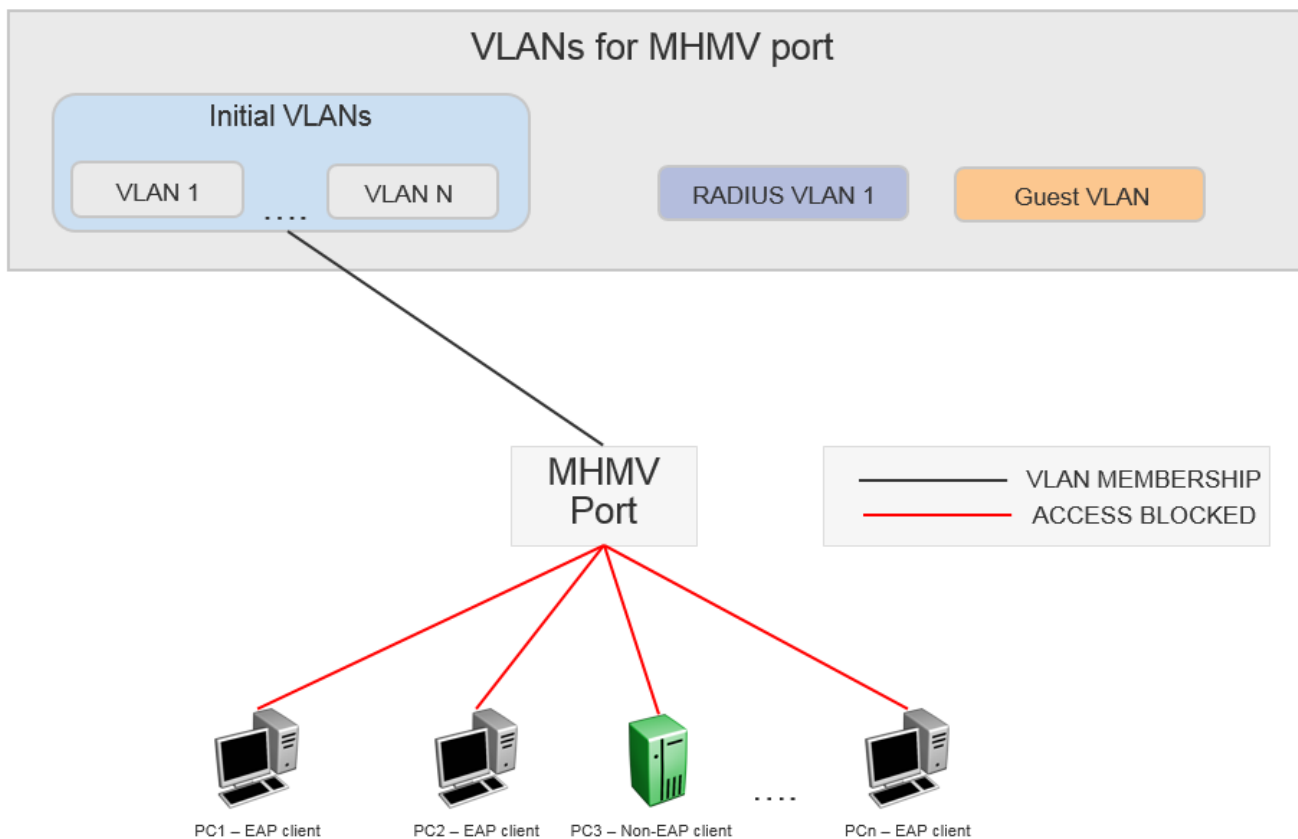 VLANs for MHMV port
Initial VLANs
VLAN 1
....
VLAN N
RADIUS VLAN 1
Guest VLAN
MHMV
Port
VLAN MEMBERSHIP
ACCESS BLOCKED
....
PC1 – EAP client
PC2 – EAP client
PC3 – Non-EAP client
PCn – EAP client